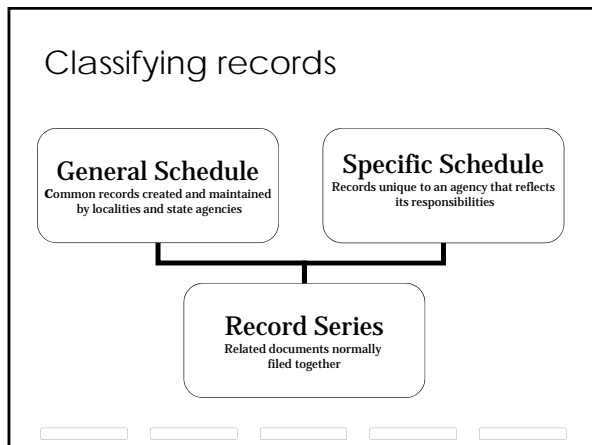 Classifying records
General Schedule
Common records created and maintained
by localities and state agencies
Specific Schedule
Records unique to an agency that reflects
its responsibilities
Record Series
Related documents normally
filed together